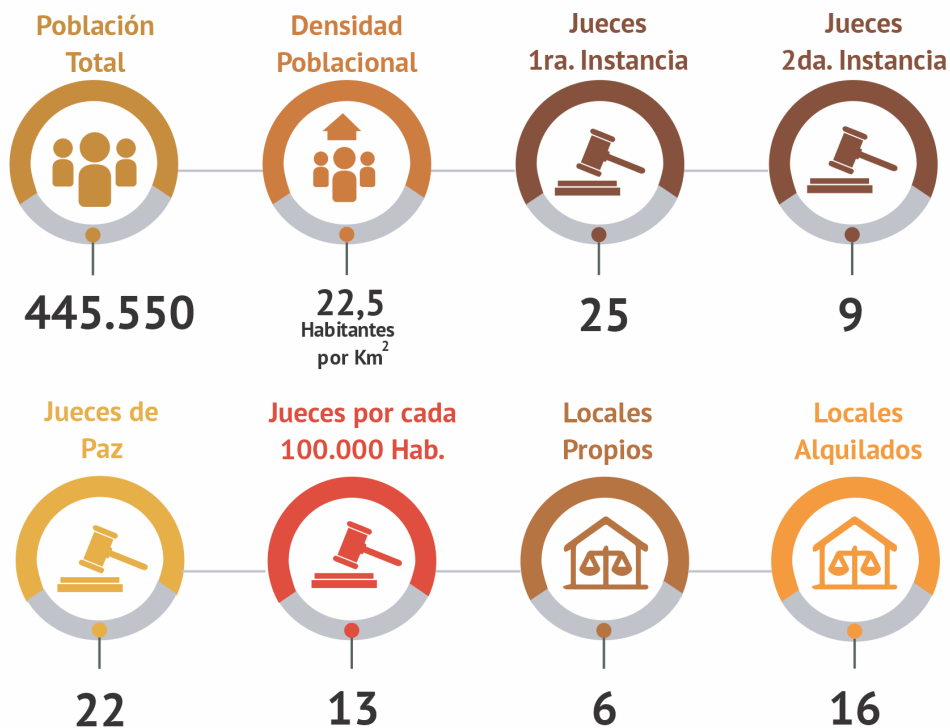 Población
Total
445.550
Densidad
Poblacional
22,5
Habitantes
por Km²
Jueces
1ra. Instancia
25
Jueces
2da. Instancia
9
Jueces de
Paz
22
Jueces por cada
100.000 Hab.
13
Locales
Propios
6
Locales
Alquilados
16